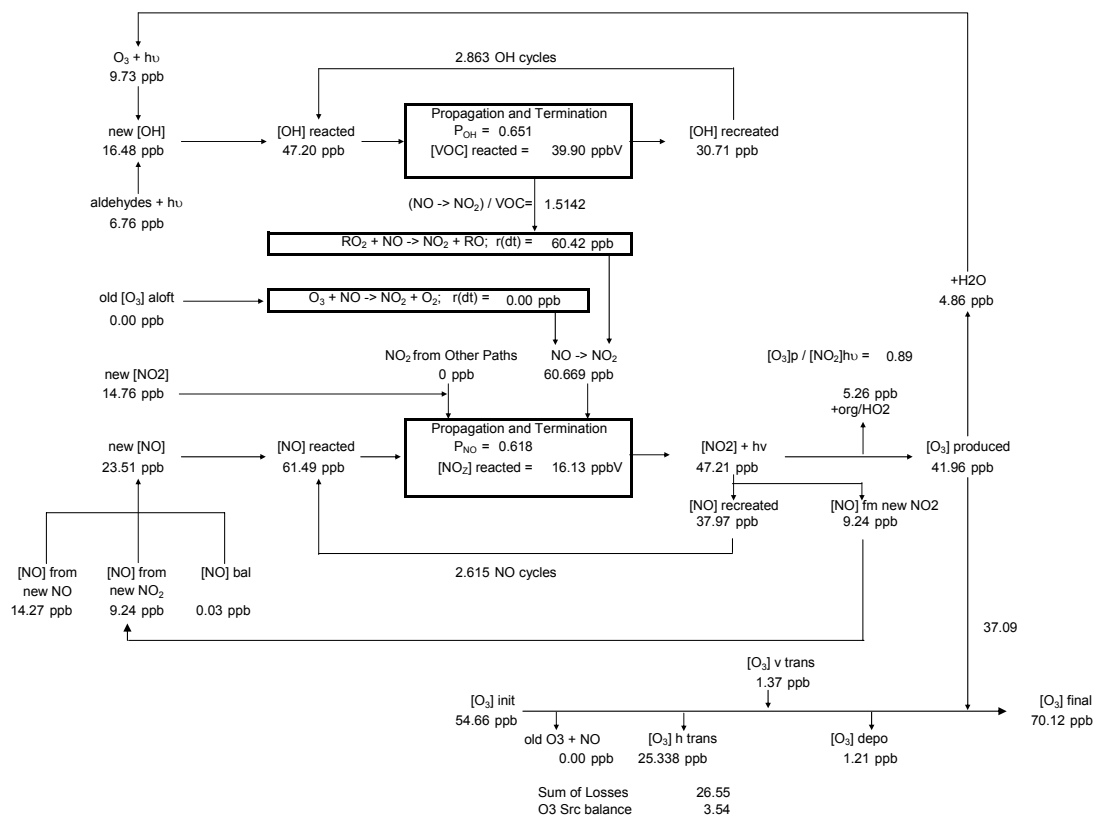 O₃ + hυ
9.73 ppb
2.863 OH cycles
new [OH]
16.48 ppb
[OH] reacted
47.20 ppb
Propagation and Termination
P_OH = 0.651
[VOC] reacted = 39.90 ppbV
[OH] recreated
30.71 ppb
aldehydes + hυ
6.76 ppb
(NO -> NO₂) / VOC= 1.5142
RO₂ + NO -> NO₂ + RO; r(dt) = 60.42 ppb
old [O₃] aloft
0.00 ppb
O₃ + NO -> NO₂ + O₂; r(dt) = 0.00 ppb
+H2O
4.86 ppb
NO₂ from Other Paths
0 ppb
NO -> NO₂
60.669 ppb
[O₃]p / [NO₂]hυ = 0.89
new [NO2]
14.76 ppb
5.26 ppb
+org/HO2
new [NO]
23.51 ppb
[NO] reacted
61.49 ppb
Propagation and Termination
P_NO = 0.618
[NO_Z] reacted = 16.13 ppbV
[NO2] + hv
47.21 ppb
[O₃] produced
41.96 ppb
[NO] recreated
37.97 ppb
[NO] fm new NO2
9.24 ppb
2.615 NO cycles
[NO] from
new NO
14.27 ppb
[NO] from
new NO₂
9.24 ppb
[NO] bal
0.03 ppb
37.09
[O₃] v trans
1.37 ppb
[O₃] init
54.66 ppb
[O₃] final
70.12 ppb
old O3 + NO
0.00 ppb
[O₃] h trans
25.338 ppb
[O₃] depo
1.21 ppb
Sum of Losses 26.55
O3 Src balance 3.54